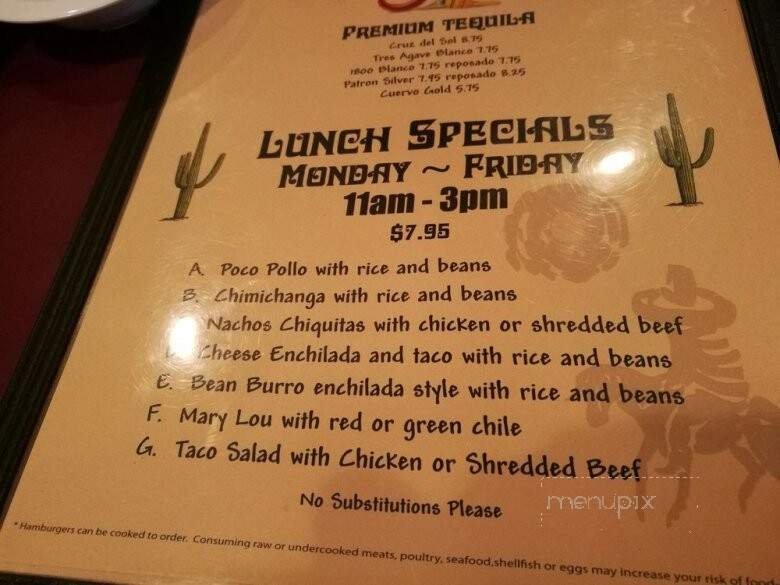 PREMIUM TEQUILA
Cruz del Sol 8.75
Tres Agave Blanco 7.75
1800 Blanco 7.75 reposado 7.75
Patron Silver 7.95 reposado 8.25
Cuervo Gold 5.75
LUNCH SPECIALS
MONDAY ~ FRIDAY
11am - 3pm
$7.95
A. Poco Pollo with rice and beans
B. Chimichanga with rice and beans
Nachos Chiquitas with chicken or shredded beef
Cheese Enchilada and taco with rice and beans
E. Bean Burro enchilada style with rice and beans
F. Mary Lou with red or green chile
G. Taco Salad with Chicken or Shredded Beef
No Substitutions Please
menupix
* Hamburgers can be cooked to order. Consuming raw or undercooked meats, poultry, seafood,shellfish or eggs may increase your risk of